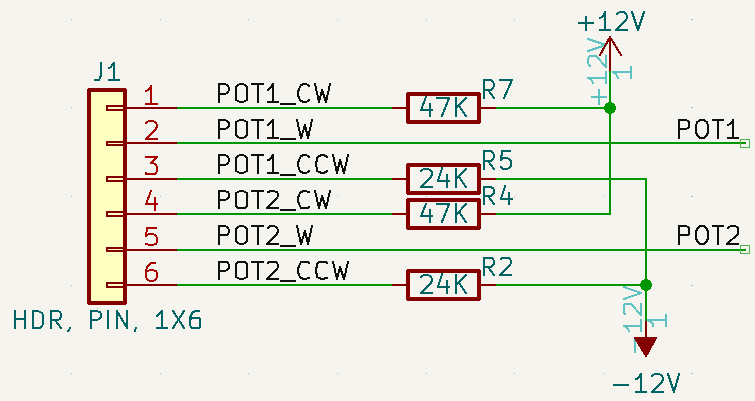 +12V
+12V
1
J1
1
POT1_CW
47K
R7
2
POT1_W
POT1
3
POT1_CCW
24K
R5
4
POT2_CW
47K
R4
5
POT2_W
POT2
6
POT2_CCW
24K
R2
HDR, PIN, 1X6
-12V
1
-12V